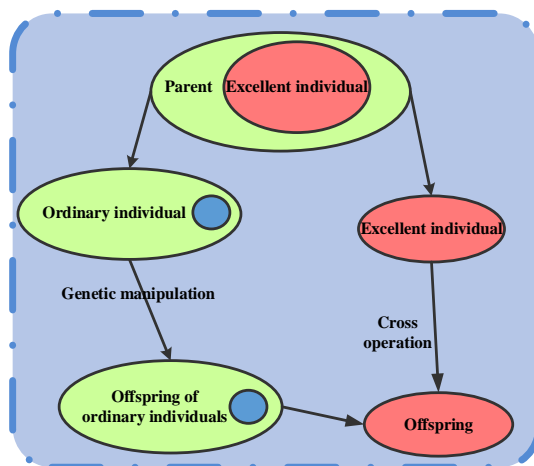 Parent Excellent individual
Ordinary individual
Excellent individual
Genetic manipulation
Cross
operation
Offspring of
ordinary individuals
Offspring